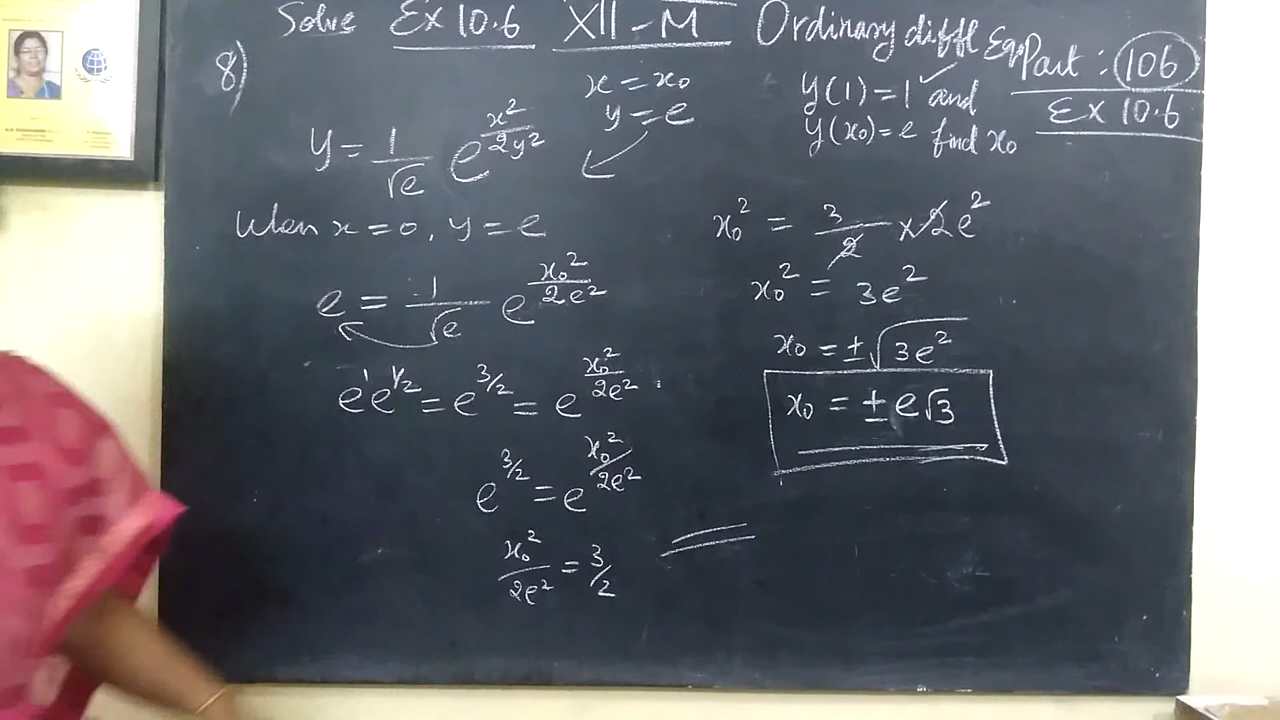 Solve Ex 10.6 XII - M Ordinary diffl Eqn Part : 106
Ex 10.6
8)
x = x₀
y = e
y(1) = 1 ✓ and
y(x₀) = e find x₀
y = 1/√e e^(x²/2y²)
When x = 0, y = e
e = 1/√e e^(x₀²/2e²)
e¹e^(1/2) = e^(3/2) = e^(x₀²/2e²).
e^(3/2) = e^(x₀²/2e²)
x₀²/2e² = 3/2
x₀² = 3/2 × 2e²
x₀² = 3e²
x₀ = ±√(3e²)
x₀ = ± e√3